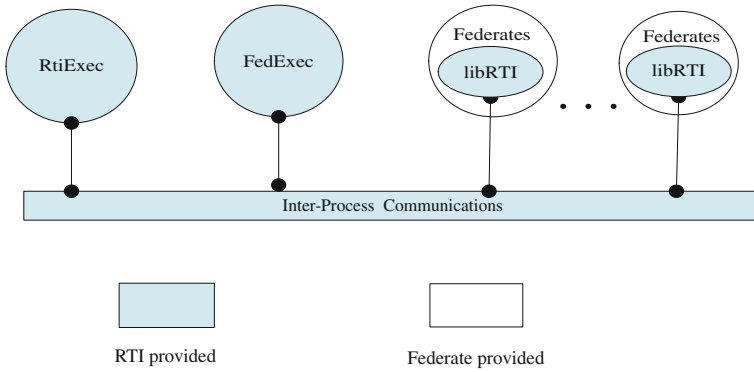 RtiExec
FedExec
Federates
libRTI
Federates
libRTI
Inter-Process Communications
RTI provided
Federate provided